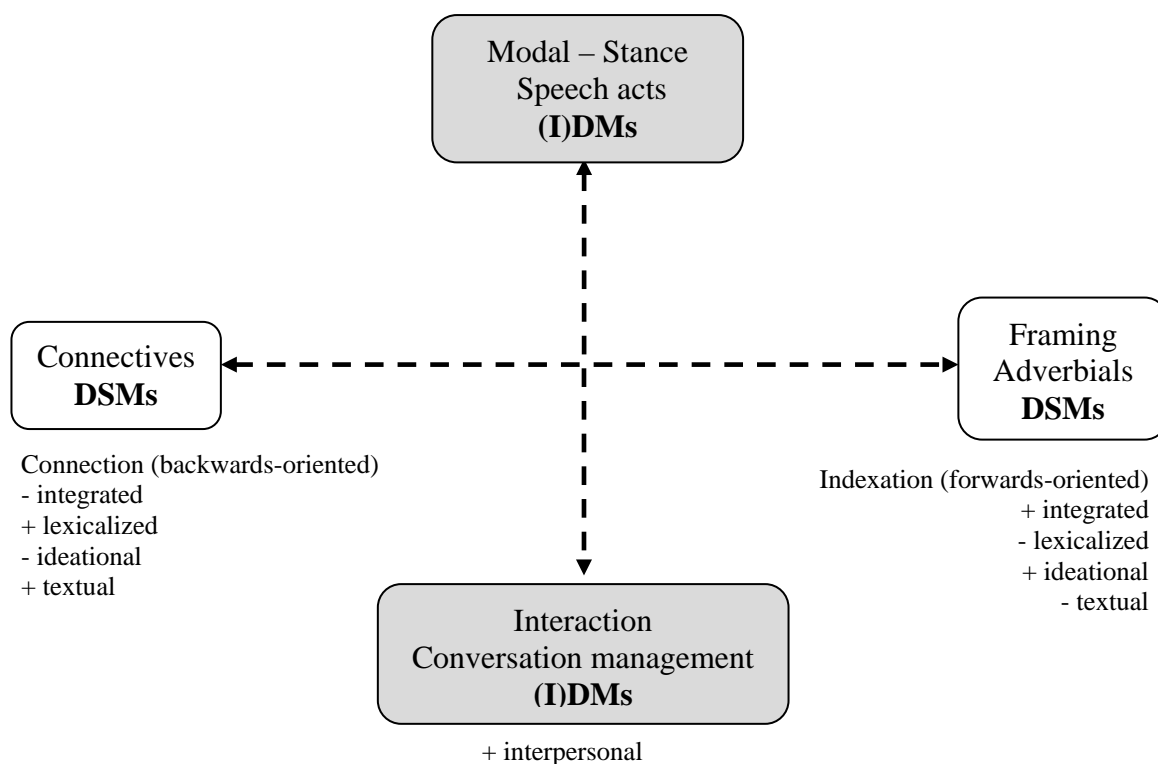 Modal – Stance
Speech acts
(I)DMs
Connectives
DSMs
Framing
Adverbials
DSMs
Connection (backwards-oriented)
- integrated
+ lexicalized
- ideational
+ textual
Indexation (forwards-oriented)
+ integrated
- lexicalized
+ ideational
- textual
Interaction
Conversation management
(I)DMs
+ interpersonal